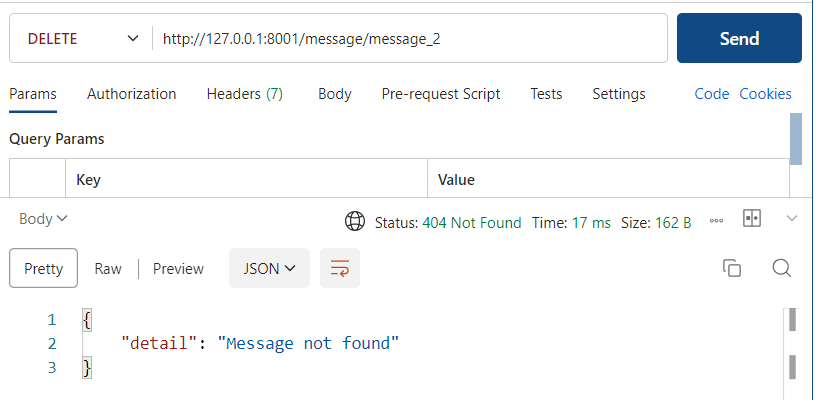 DELETE http://127.0.0.1:8001/message/message_2 Send
Params Authorization Headers (7) Body Pre-request Script Tests Settings Code Cookies
Query Params
Key Value
Body Status: 404 Not Found Time: 17 ms Size: 162 B
Pretty Raw Preview JSON
1 {
2 "detail": "Message not found"
3 }